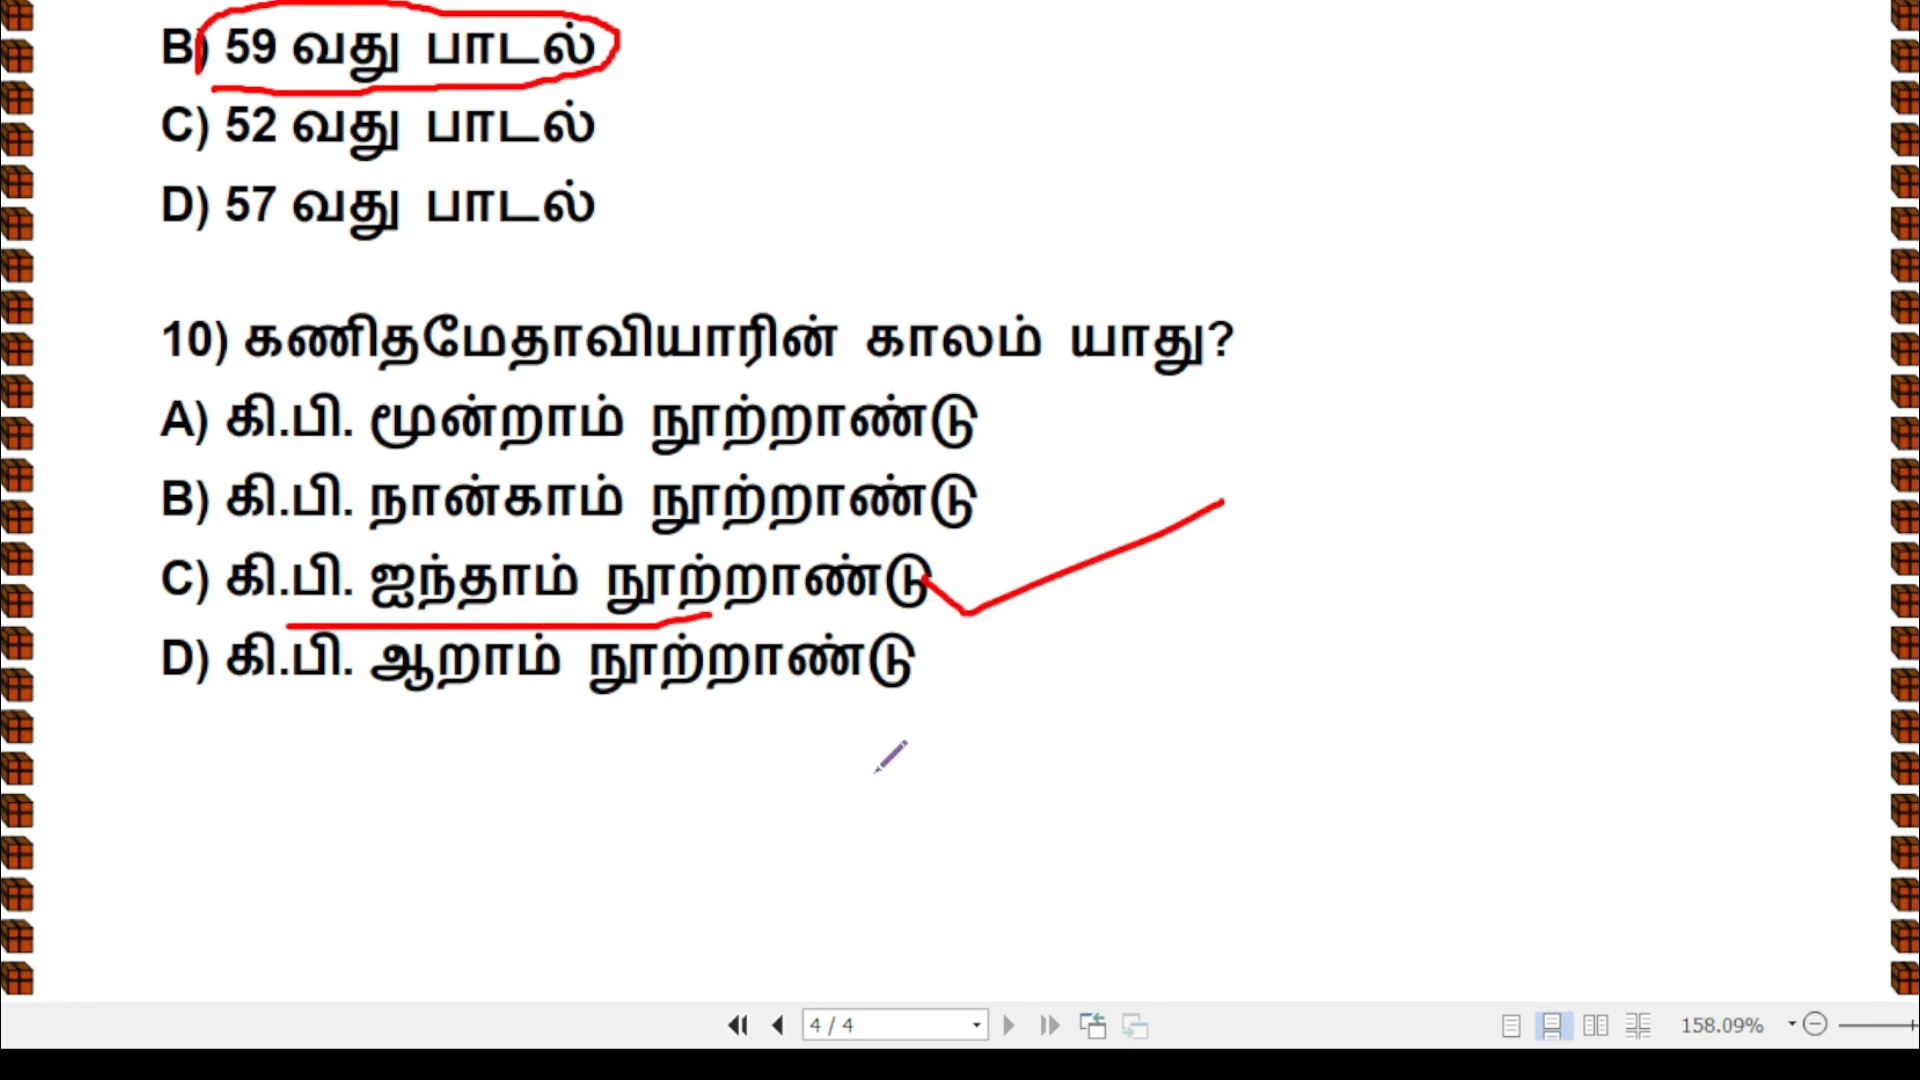 B) 59 வது பாடல்
C) 52 வது பாடல்
D) 57 வது பாடல்
10) கணிதமேதாவியாரின் காலம் யாது?
A) கி.பி. மூன்றாம் நூற்றாண்டு
B) கி.பி. நான்காம் நூற்றாண்டு
C) கி.பி. ஐந்தாம் நூற்றாண்டு
D) கி.பி. ஆறாம் நூற்றாண்டு
4 / 4
158.09%